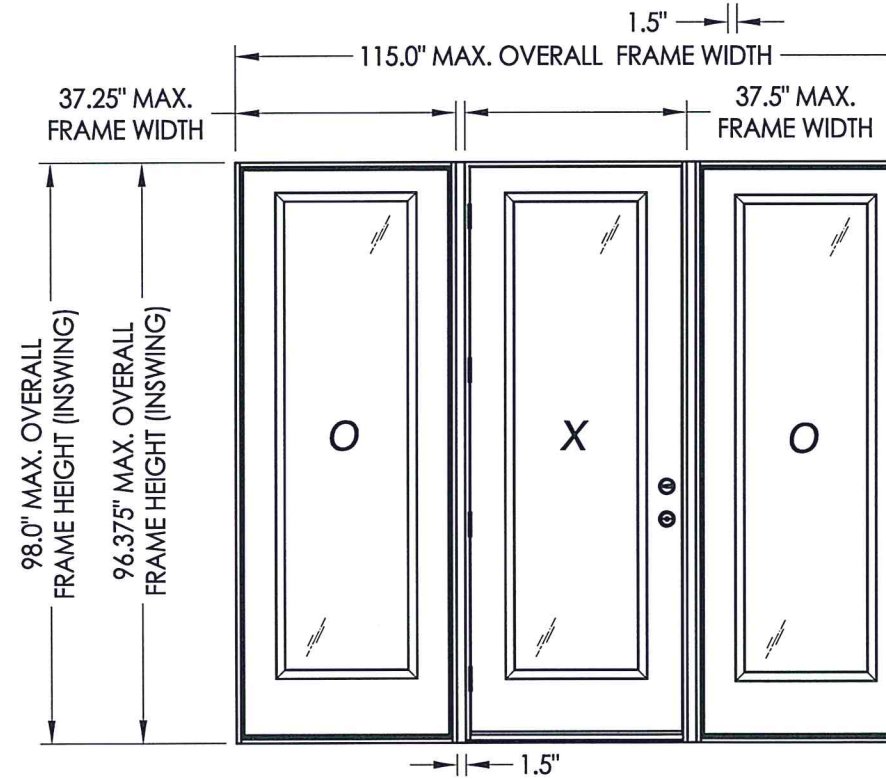 1.5"
115.0" MAX. OVERALL FRAME WIDTH
37.25" MAX.
FRAME WIDTH
37.5" MAX.
FRAME WIDTH
98.0" MAX. OVERALL
FRAME HEIGHT (INSWING)
96.375" MAX. OVERALL
FRAME HEIGHT (INSWING)
O
X
O
1.5"